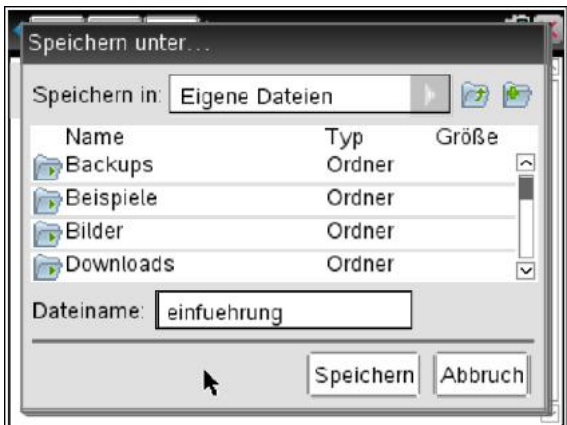 Speichern unter...
Speichern in: Eigene Dateien
Name Typ Größe
Backups Ordner
Beispiele Ordner
Bilder Ordner
Downloads Ordner
Dateiname: einfuehrung
Speichern Abbruch